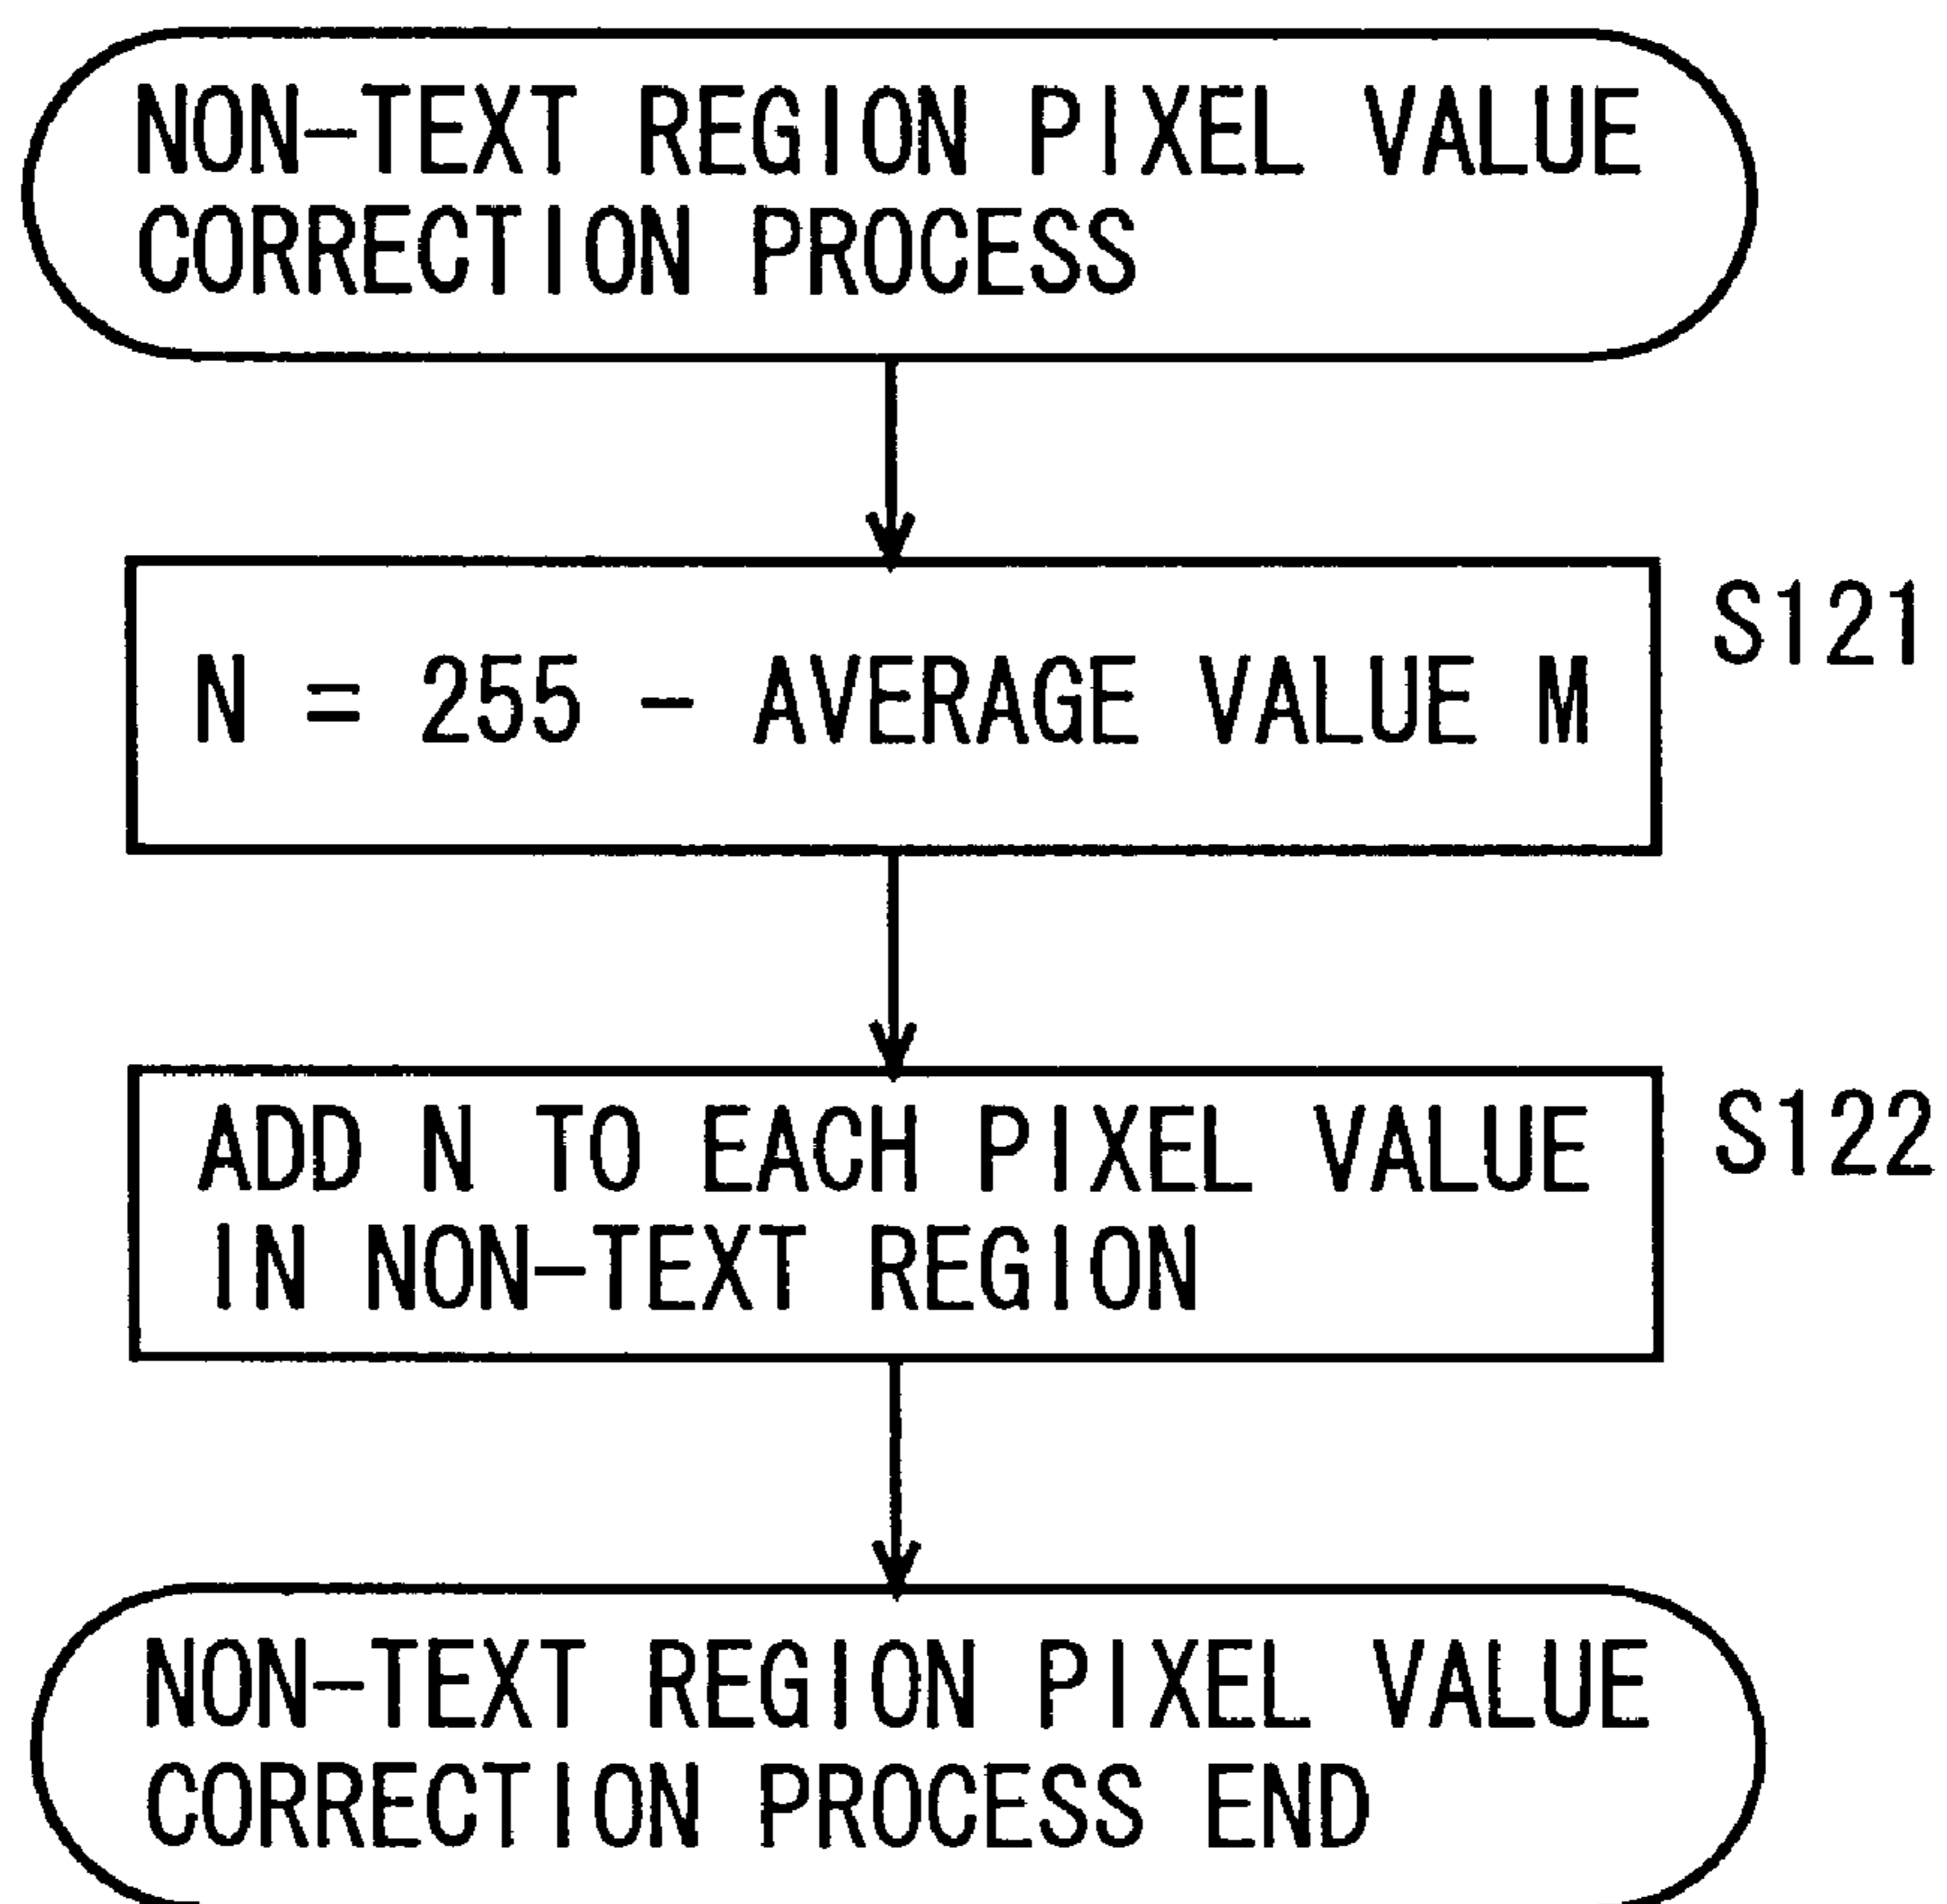 NON-TEXT REGION PIXEL VALUE
CORRECTION PROCESS
S121
N = 255 - AVERAGE VALUE M
ADD N TO EACH PIXEL VALUE
IN NON-TEXT REGION
S122
NON-TEXT REGION PIXEL VALUE
CORRECTION PROCESS END